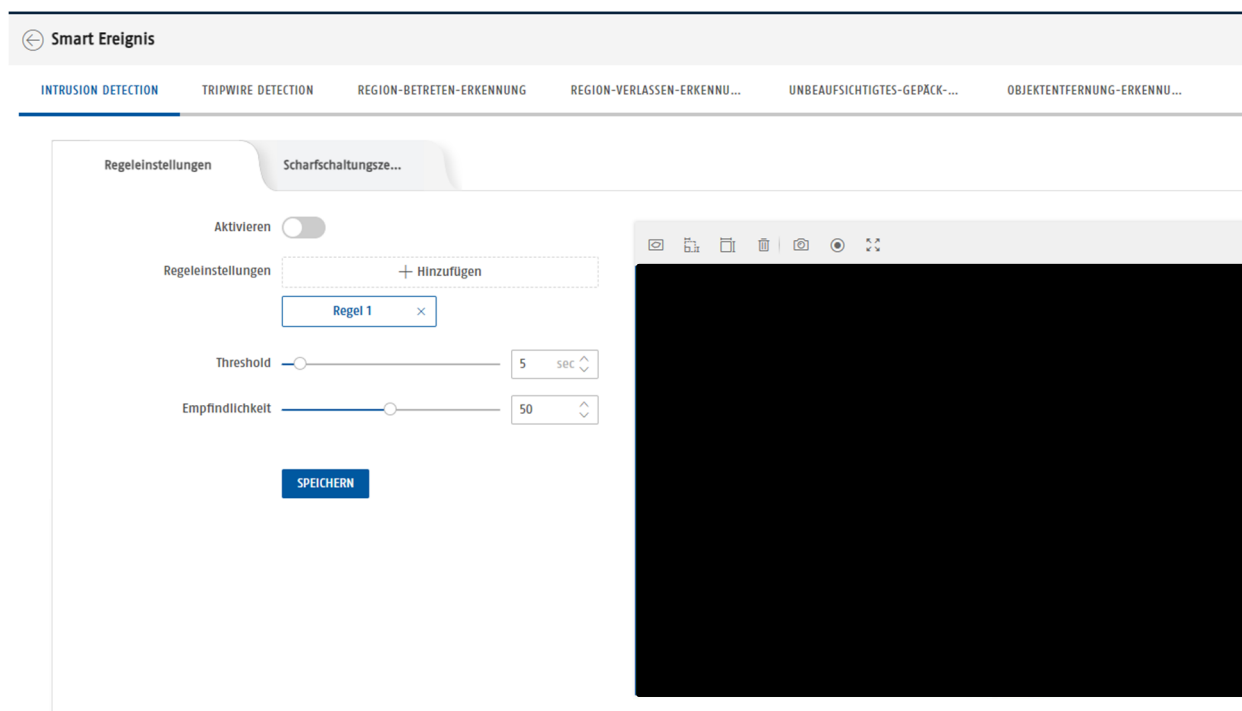 Smart Ereignis
INTRUSION DETECTION TRIPWIRE DETECTION REGION-BETRETEN-ERKENNUNG REGION-VERLASSEN-ERKENNU... UNBEAUFSICHTIGTES-GEPÄCK-... OBJEKTENTFERNUNG-ERKENNU...
Regeleinstellungen Scharfschaltungsze...
Aktivieren
Regeleinstellungen + Hinzufügen
Regel 1 ×
Threshold 5 sec
Empfindlichkeit 50
SPEICHERN